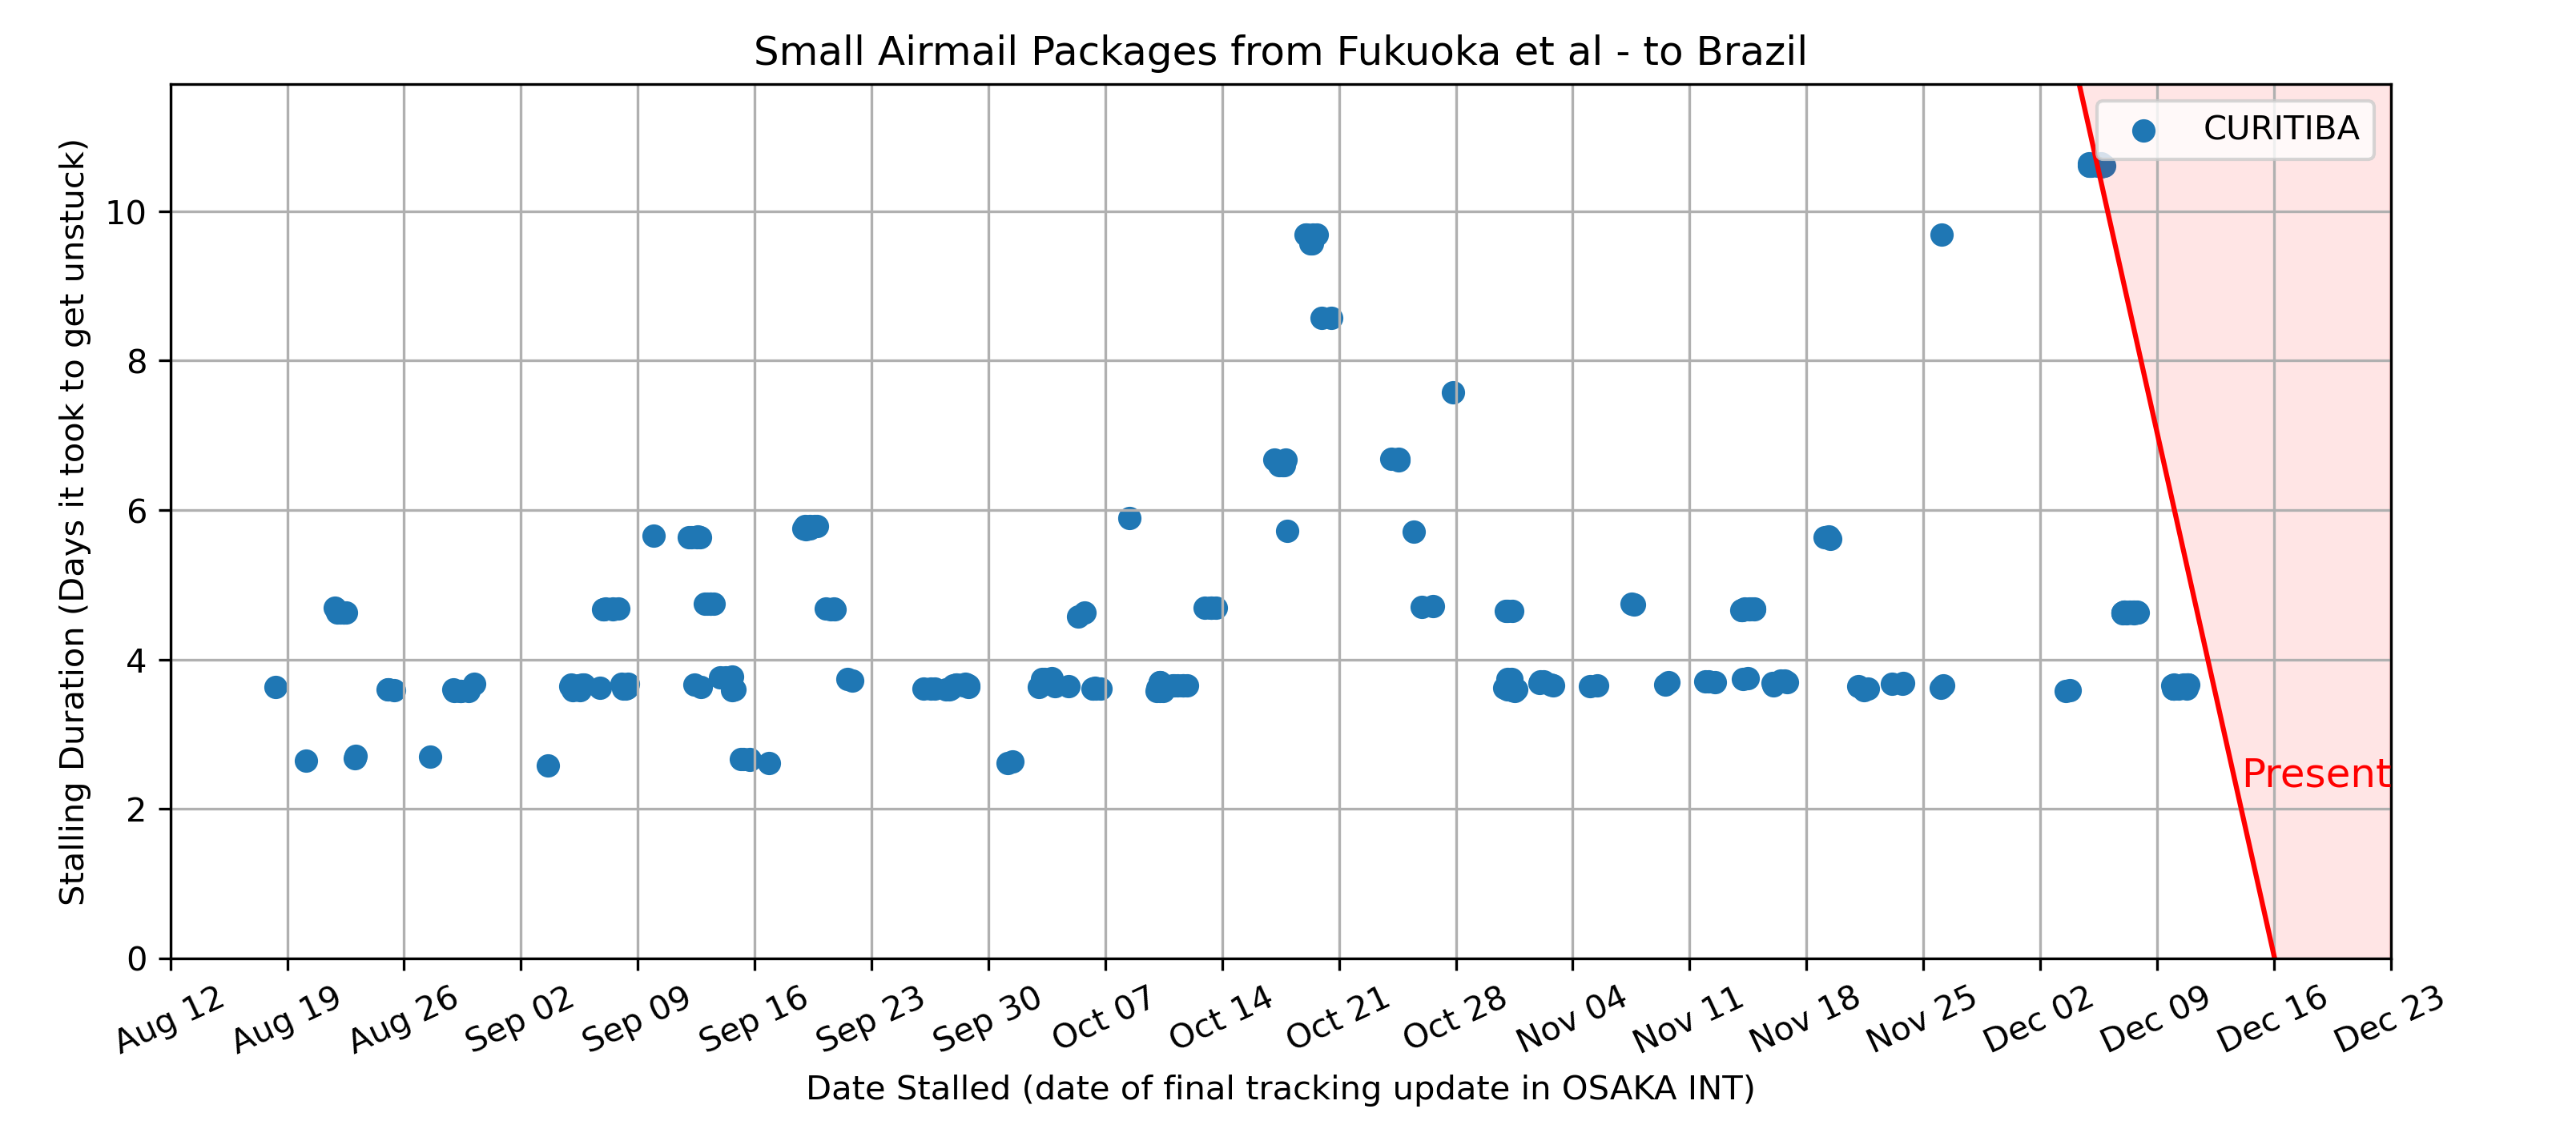 Small Airmail Packages from Fukuoka et al - to Brazil
CURITIBA
Stalling Duration (Days it took to get unstuck)
10
8
6
4
2
0
Present
Aug 12
Aug 19
Aug 26
Sep 02
Sep 09
Sep 16
Sep 23
Sep 30
Oct 07
Oct 14
Oct 21
Oct 28
Nov 04
Nov 11
Nov 18
Nov 25
Dec 02
Dec 09
Dec 16
Dec 23
Date Stalled (date of final tracking update in OSAKA INT)